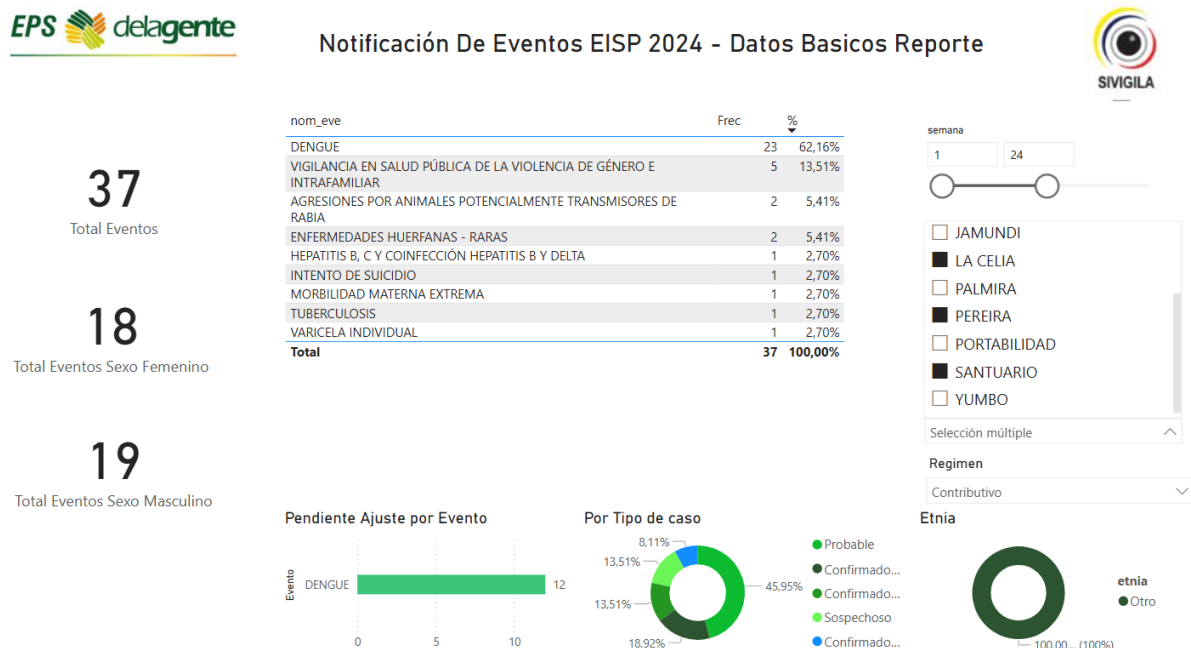 EPS delagente
Notificación De Eventos EISP 2024 - Datos Basicos Reporte
SIVIGILA
37
Total Eventos
18
Total Eventos Sexo Femenino
19
Total Eventos Sexo Masculino
nom_eve Frec %
DENGUE 23 62,16%
VIGILANCIA EN SALUD PÚBLICA DE LA VIOLENCIA DE GÉNERO E 5 13,51%
INTRAFAMILIAR
AGRESIONES POR ANIMALES POTENCIALMENTE TRANSMISORES DE 2 5,41%
RABIA
ENFERMEDADES HUERFANAS - RARAS 2 5,41%
HEPATITIS B, C Y COINFECCIÓN HEPATITIS B Y DELTA 1 2,70%
INTENTO DE SUICIDIO 1 2,70%
MORBILIDAD MATERNA EXTREMA 1 2,70%
TUBERCULOSIS 1 2,70%
VARICELA INDIVIDUAL 1 2,70%
Total 37 100,00%
semana
1 24
JAMUNDI
LA CELIA
PALMIRA
PEREIRA
PORTABILIDAD
SANTUARIO
YUMBO
Selección múltiple
Regimen
Contributivo
Pendiente Ajuste por Evento
Evento
DENGUE 12
0 5 10
Por Tipo de caso
8,11%
13,51%
13,51%
18,92%
45,95%
Probable
Confirmado...
Confirmado...
Sospechoso
Confirmado...
Etnia
etnia
Otro
100,00... (100%)